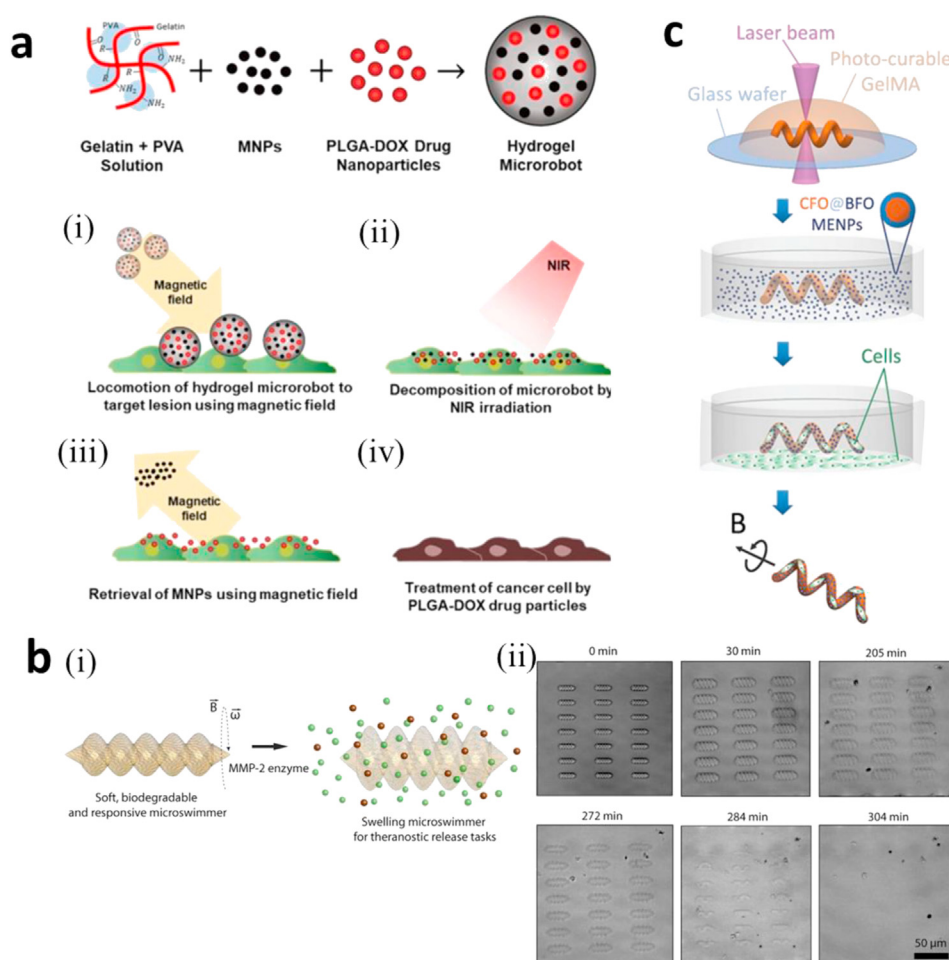 a
PVA
Gelatin
O
O
R
R
NH₂
NH₂
NH₂
Gelatin + PVA
Solution
MNPs
PLGA-DOX Drug
Nanoparticles
Hydrogel
Microrobot
(i)
Magnetic
field
Locomotion of hydrogel microrobot to
target lesion using magnetic field
(ii)
NIR
Decomposition of microrobot by
NIR irradiation
(iii)
Magnetic
field
Retrieval of MNPs using magnetic field
(iv)
Treatment of cancer cell by
PLGA-DOX drug particles
c
Laser beam
Photo-curable
GelMA
Glass wafer
CFO@BFO
MENPs
Cells
B
b
(i)
B
ω
MMP-2 enzyme
Soft, biodegradable
and responsive microswimmer
Swelling microswimmer
for theranostic release tasks
(ii)
0 min
30 min
205 min
272 min
284 min
304 min
50 μm